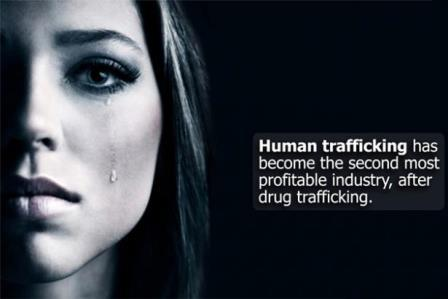 Human trafficking has
become the second most
profitable industry, after
drug trafficking.